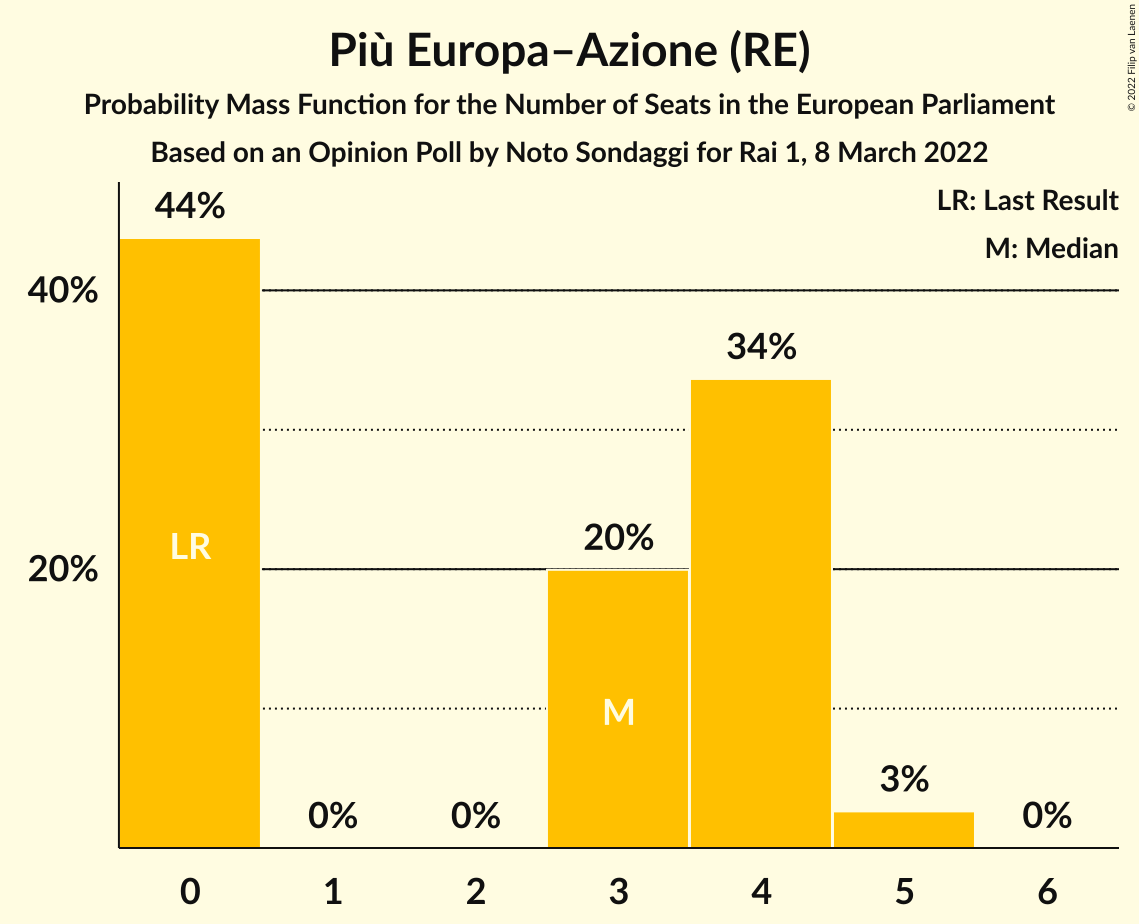 Più Europa–Azione (RE)
Probability Mass Function for the Number of Seats in the European Parliament
Based on an Opinion Poll by Noto Sondaggi for Rai 1, 8 March 2022
© 2022 Filip van Laenen
LR: Last Result
M: Median
44%
40%
34%
20%
20%
LR
M
3%
0%
0%
0%
0
1
2
3
4
5
6